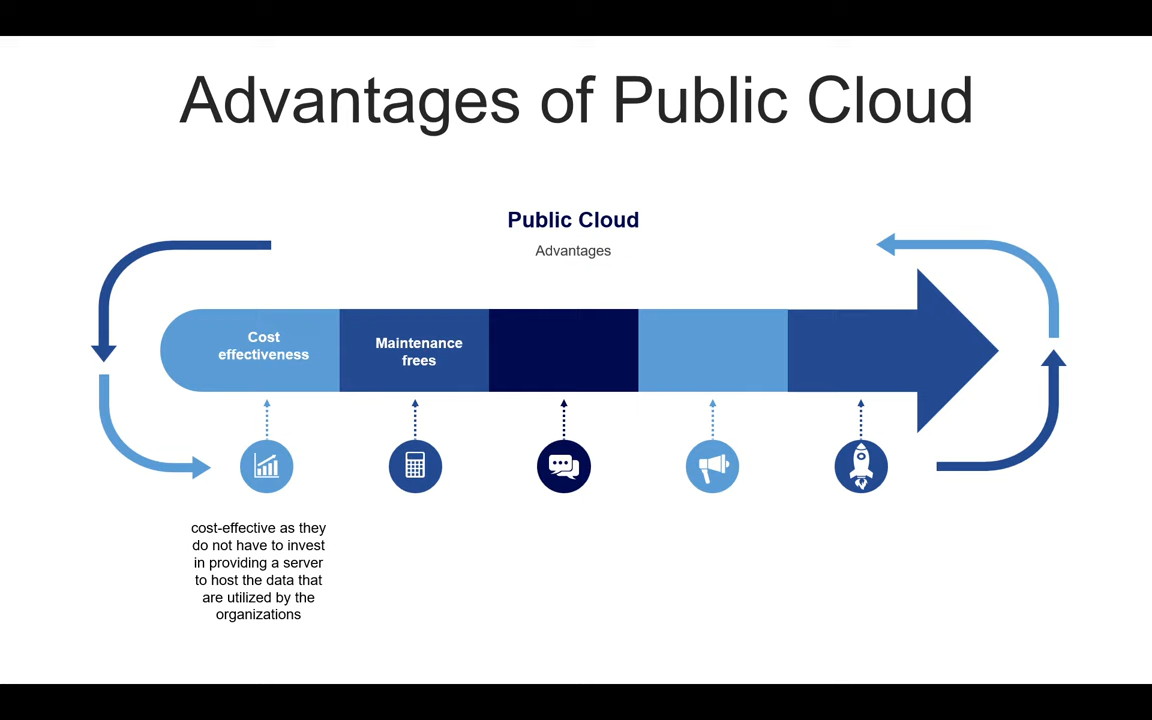 Advantages of Public Cloud
Public Cloud
Advantages
Cost
effectiveness
Maintenance
frees
cost-effective as they
do not have to invest
in providing a server
to host the data that
are utilized by the
organizations